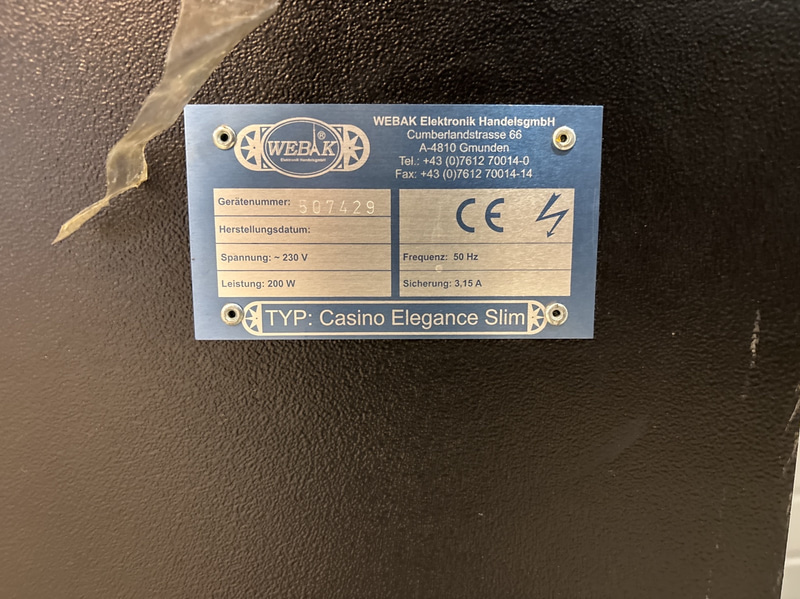 WEBAK®
Elektronik HandelsgmbH
WEBAK Elektronik HandelsgmbH
Cumberlandstrasse 66
A-4810 Gmunden
Tel.: +43 (0)7612 70014-0
Fax: +43 (0)7612 70014-14
Gerätenummer: 507429
Herstellungsdatum:
Spannung: ~ 230 V
Leistung: 200 W
CE
Frequenz: 50 Hz
Sicherung: 3,15 A
TYP: Casino Elegance Slim